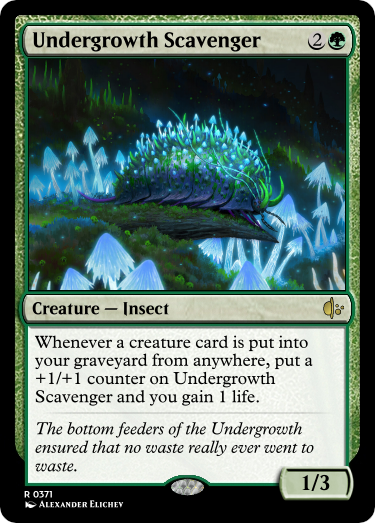 Undergrowth Scavenger 2
Creature — Insect
Whenever a creature card is put into
your graveyard from anywhere, put a
+1/+1 counter on Undergrowth
Scavenger and you gain 1 life.
The bottom feeders of the Undergrowth
ensured that no waste really ever went to
waste.
1/3
R 0371
Alexander Elichev